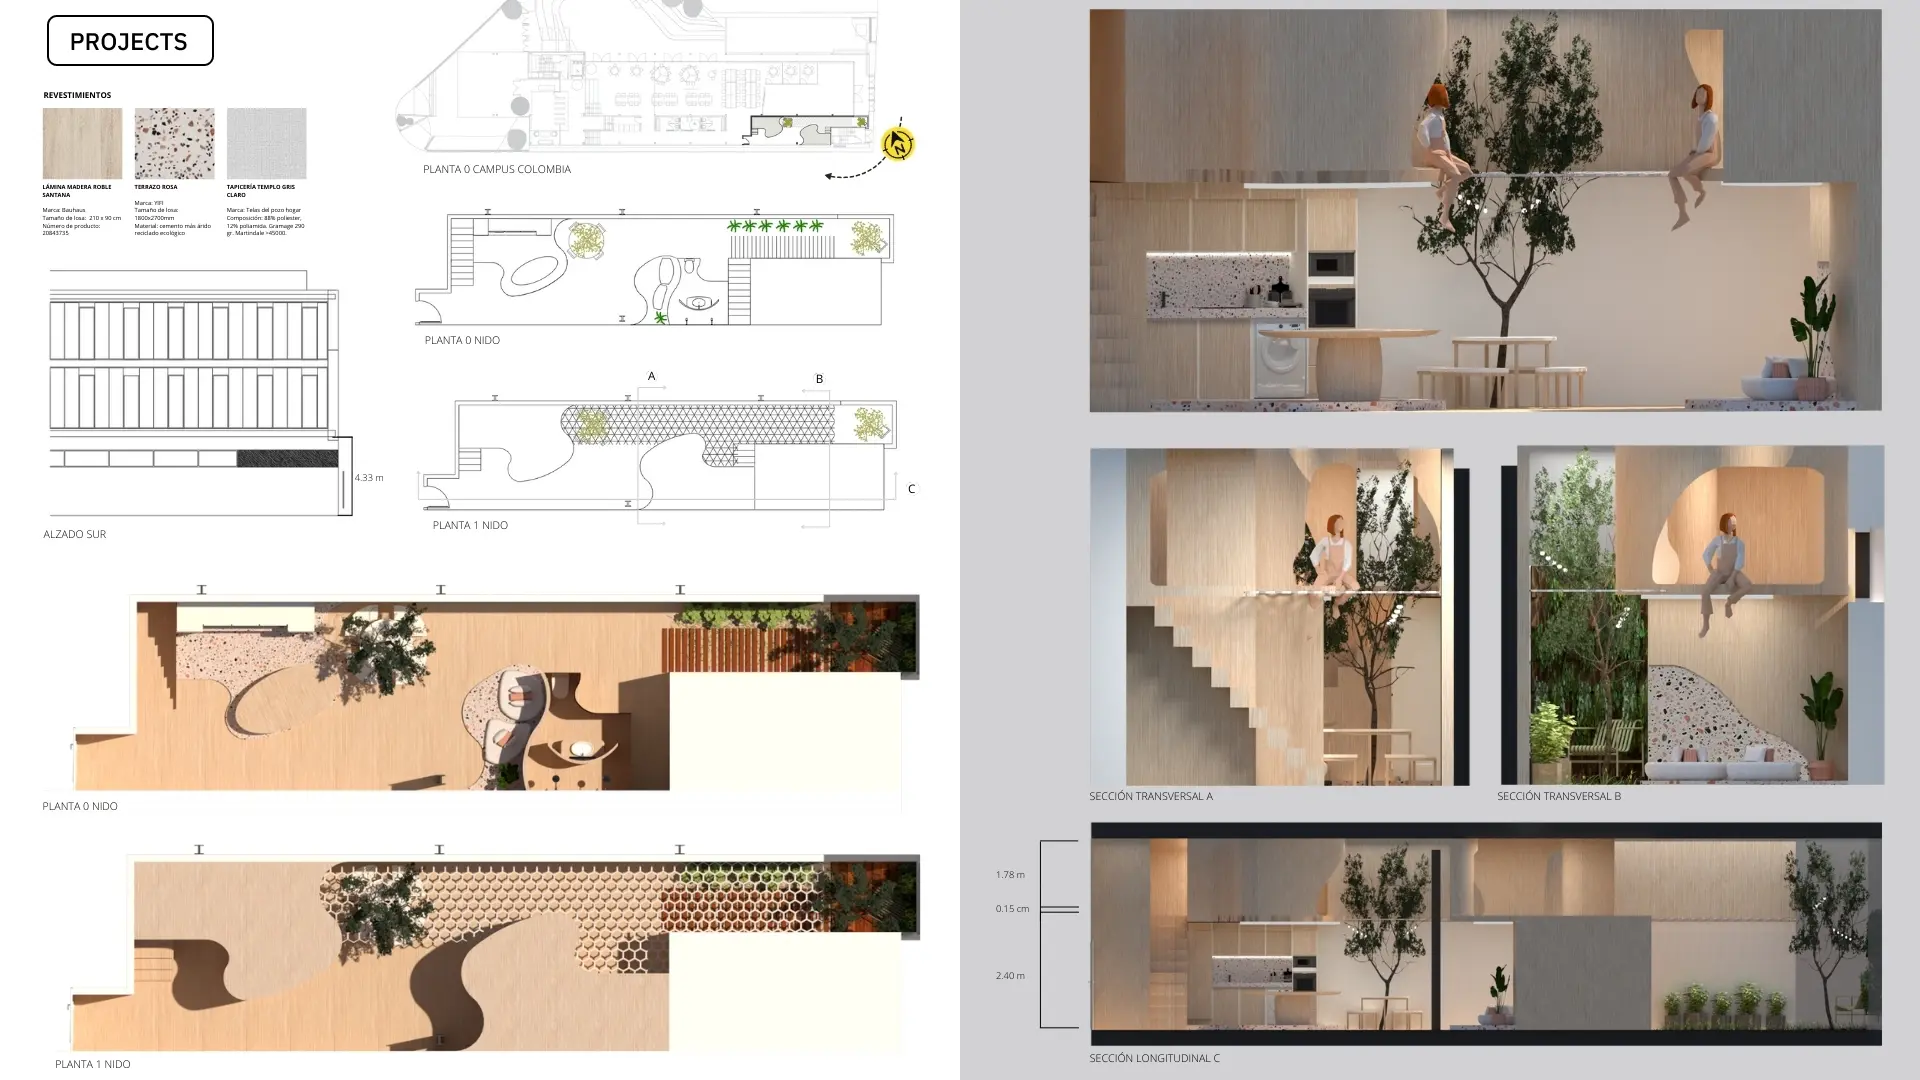 PROJECTS
REVESTIMIENTOS
LÁMINA MADERA ROBLE
SANTANA
Marca: Bauhaus
Tamaño de losa: 210 x 90 cm
Número de producto:
20843735
TERRAZO ROSA
Marca: YIFI
Tamaño de losa:
1800x2700mm
Material: cemento más árido
reciclado ecológico
TAPICERÍA TEMPLO GRIS
CLARO
Marca: Telas del pozo hogar
Composición: 88% poliester,
12% poliamida. Gramage 290
gr. Martindale >45000.
PLANTA 0 CAMPUS COLOMBIA
N
PLANTA 0 NIDO
4.33 m
ALZADO SUR
A
B
C
PLANTA 1 NIDO
PLANTA 0 NIDO
PLANTA 1 NIDO
SECCIÓN TRANSVERSAL A
SECCIÓN TRANSVERSAL B
1.78 m
0.15 cm
2.40 m
SECCIÓN LONGITUDINAL C